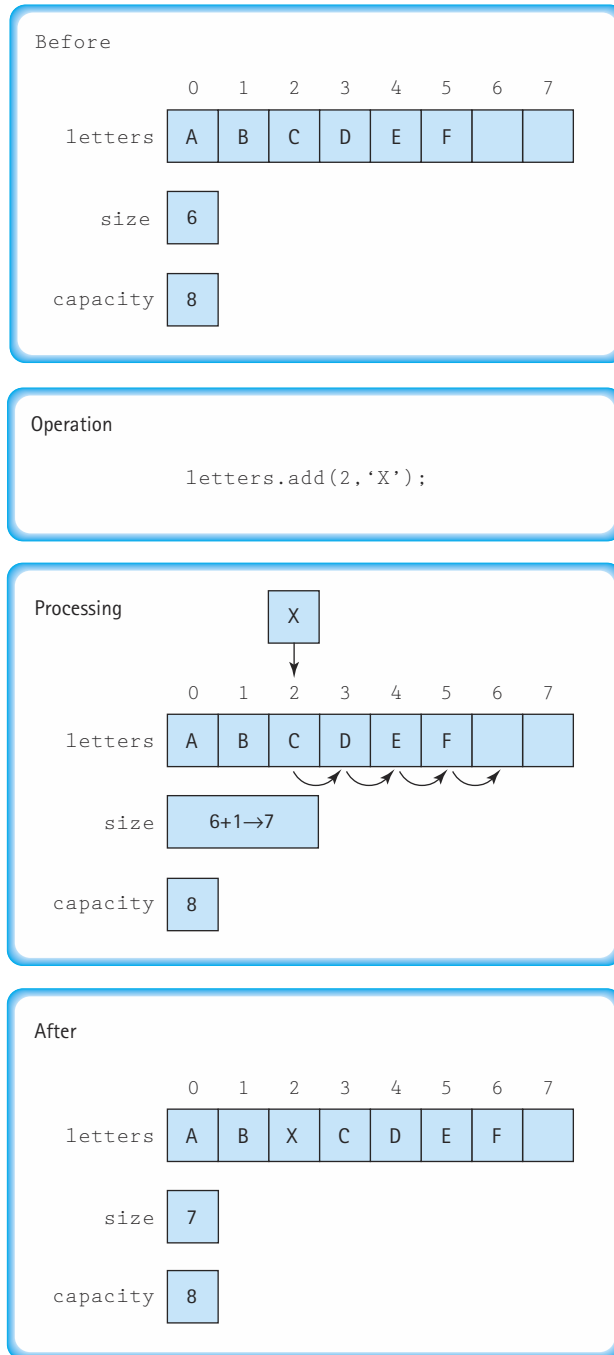 Before
0 1 2 3 4 5 6 7
letters A B C D E F
size 6
capacity 8
Operation
letters.add(2,‘X’);
Processing
X
0 1 2 3 4 5 6 7
letters A B C D E F
size 6+1→7
capacity 8
After
0 1 2 3 4 5 6 7
letters A B X C D E F
size 7
capacity 8